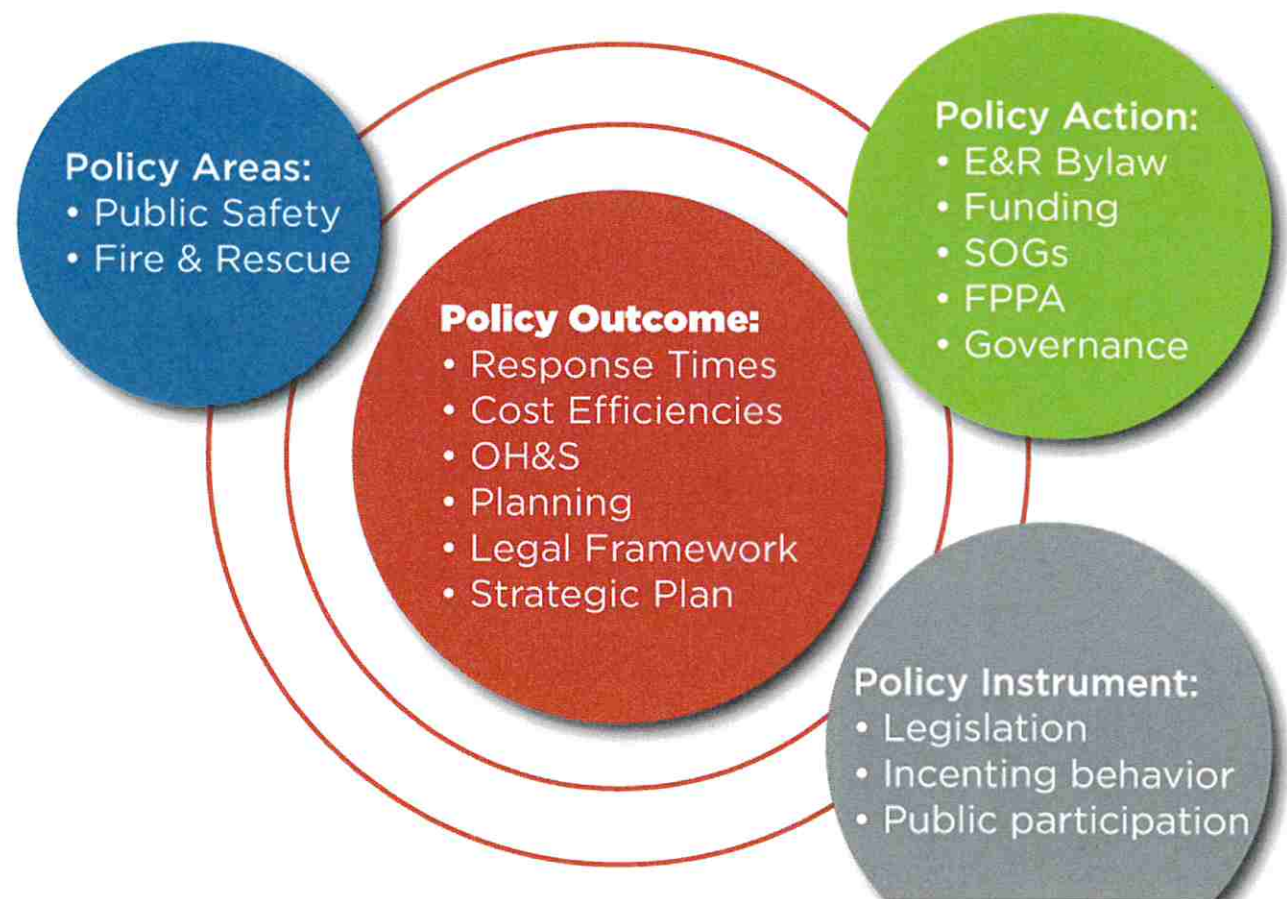 Policy Areas:
• Public Safety
• Fire & Rescue
Policy Action:
• E&R Bylaw
• Funding
• SOGs
• FPPA
• Governance
Policy Outcome:
• Response Times
• Cost Efficiencies
• OH&S
• Planning
• Legal Framework
• Strategic Plan
Policy Instrument:
• Legislation
• Incenting behavior
• Public participation